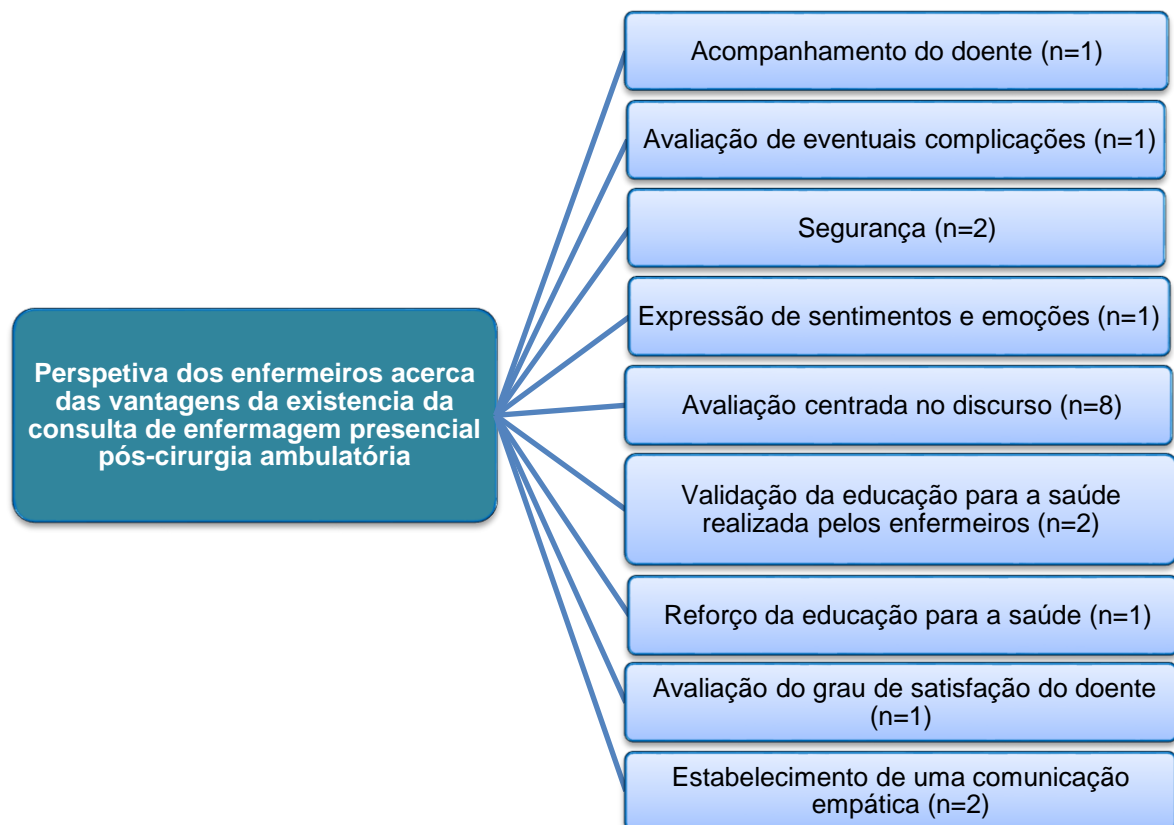 Acompanhamento do doente (n=1)
Avaliação de eventuais complicações (n=1)
Segurança (n=2)
Expressão de sentimentos e emoções (n=1)
Perspetiva dos enfermeiros acerca
das vantagens da existencia da
consulta de enfermagem presencial
pós-cirurgia ambulatória
Avaliação centrada no discurso (n=8)
Validação da educação para a saúde
realizada pelos enfermeiros (n=2)
Reforço da educação para a saúde (n=1)
Avaliação do grau de satisfação do doente
(n=1)
Estabelecimento de uma comunicação
empática (n=2)